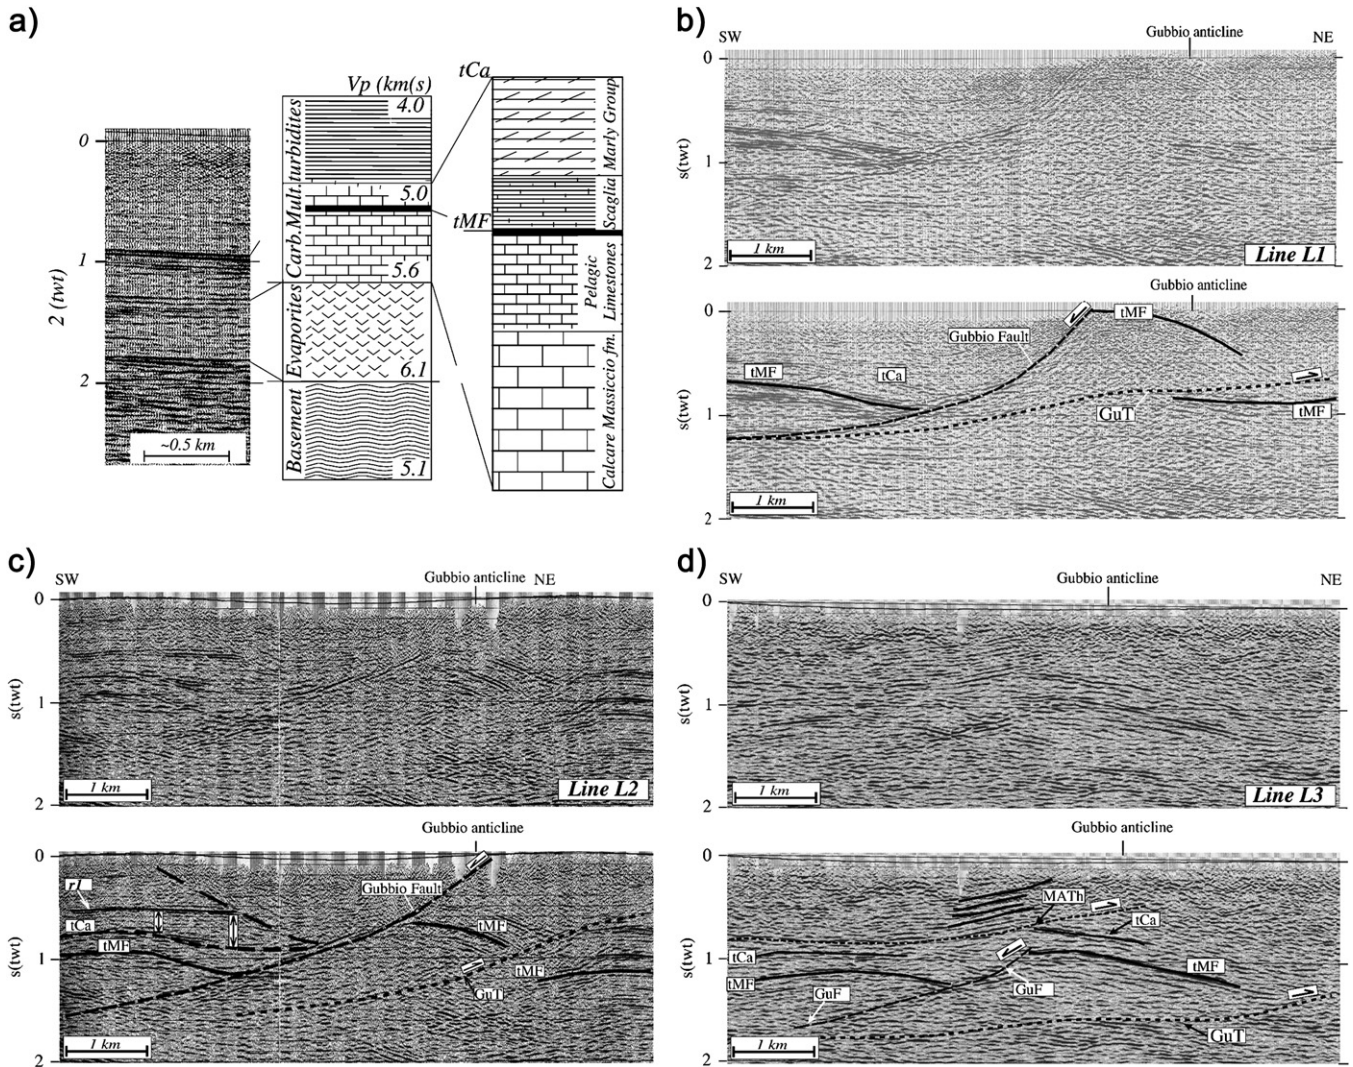 a)
Vp (km(s)
4.0
5.0
5.6
6.1
5.1
Mult.turbidites
Carb.
Evaporites
Basement
tCa
tMF
Marly Group
Scaglia
Pelagic
Limestones
Calcare Massiccio fm.
0
1
2
2 (twt)
~0.5 km
b)
SW
Gubbio anticline
NE
0
1
2
s(twt)
1 km
Line L1
Gubbio anticline
0
1
2
s(twt)
tMF
tCa
Gubbio Fault
tMF
GuT
tMF
1 km
c)
SW
Gubbio anticline NE
0
1
2
s(twt)
1 km
Line L2
Gubbio anticline
0
1
2
s(twt)
r1
tCa
tMF
Gubbio Fault
tMF
tMF
GuT
1 km
d)
SW
Gubbio anticline
NE
0
1
2
s(twt)
1 km
Line L3
Gubbio anticline
0
1
2
s(twt)
MATh
tCa
tCa
tMF
tMF
GuF
GuF
GuT
1 km